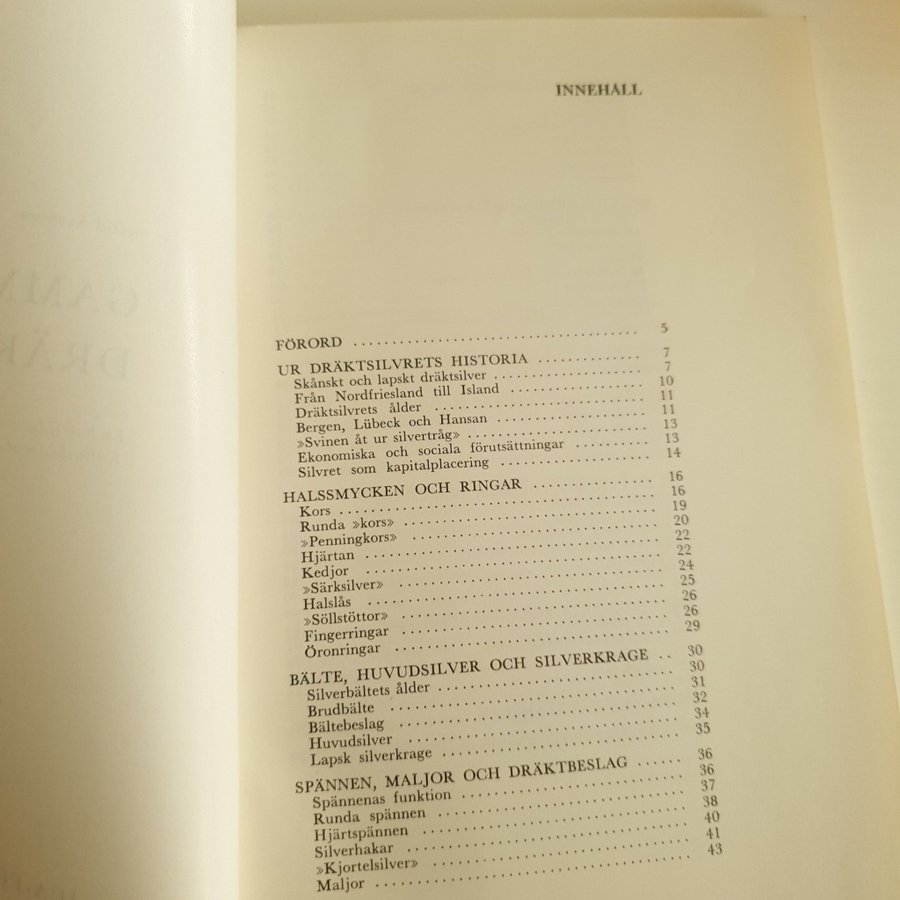 INNEHÅLL
FÖRORD 5
UR DRÄKTSILVRETS HISTORIA 7
Skånskt och lapskt dräktsilver 7
Från Nordfriesland till Island 10
Dräktsilvrets ålder 11
Bergen, Lübeck och Hansan 11
»Svinen åt ur silvertråg» 13
Ekonomiska och sociala förutsättningar 13
Silvret som kapitalplacering 14
HALSSMYCKEN OCH RINGAR 16
Kors 16
Runda »kors» 19
»Penningkors» 20
Hjärtan 22
Kedjor 22
»Särksilver» 24
Halslås 25
»Söllstöttor» 26
Fingerringar 26
Öronringar 29
BÄLTE, HUVUDSILVER OCH SILVERKRAGE 30
Silverbältets ålder 30
Brudbälte 31
Bältebeslag 32
Huvudsilver 34
Lapsk silverkrage 35
SPÄNNEN, MALJOR OCH DRÄKTBESLAG 36
Spännenas funktion 36
Runda spännen 37
Hjärtspännen 38
Silverhakar 40
»Kjortelsilver» 41
Maljor 43